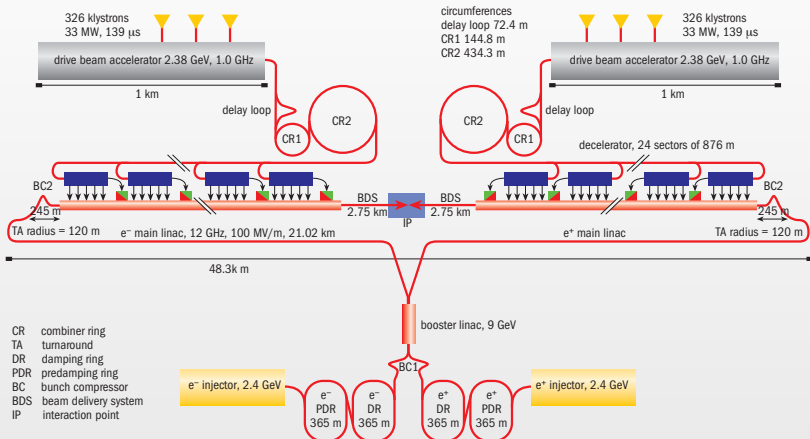 326 klystrons
33 MW, 139 µs
circumferences
delay loop 72.4 m
CR1 144.8 m
CR2 434.3 m
326 klystrons
33 MW, 139 µs
drive beam accelerator 2.38 GeV, 1.0 GHz
drive beam accelerator 2.38 GeV, 1.0 GHz
1 km
1 km
delay loop
CR2
CR1
CR2
CR1
delay loop
decelerator, 24 sectors of 876 m
BC2
BC2
BDS
2.75 km
BDS
2.75 km
IP
245 m
245 m
TA radius = 120 m
e– main linac, 12 GHz, 100 MV/m, 21.02 km
e+ main linac
TA radius = 120 m
48.3k m
booster linac, 9 GeV
BC1
CR combiner ring
TA turnaround
DR damping ring
PDR predamping ring
BC bunch compressor
BDS beam delivery system
IP interaction point
e– injector, 2.4 GeV
e–
PDR
365 m
e–
DR
365 m
e+
DR
365 m
e+
PDR
365 m
e+ injector, 2.4 GeV